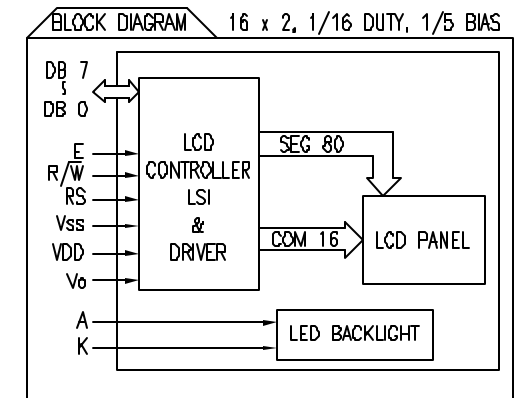 BLOCK DIAGRAM 16 x 2, 1/16 DUTY, 1/5 BIAS
DB 7
DB 0
E
R/W̅
RS
Vss
VDD
Vo
A
K
LCD
CONTROLLER
LSI
&
DRIVER
SEG 80
COM 16
LCD PANEL
LED BACKLIGHT